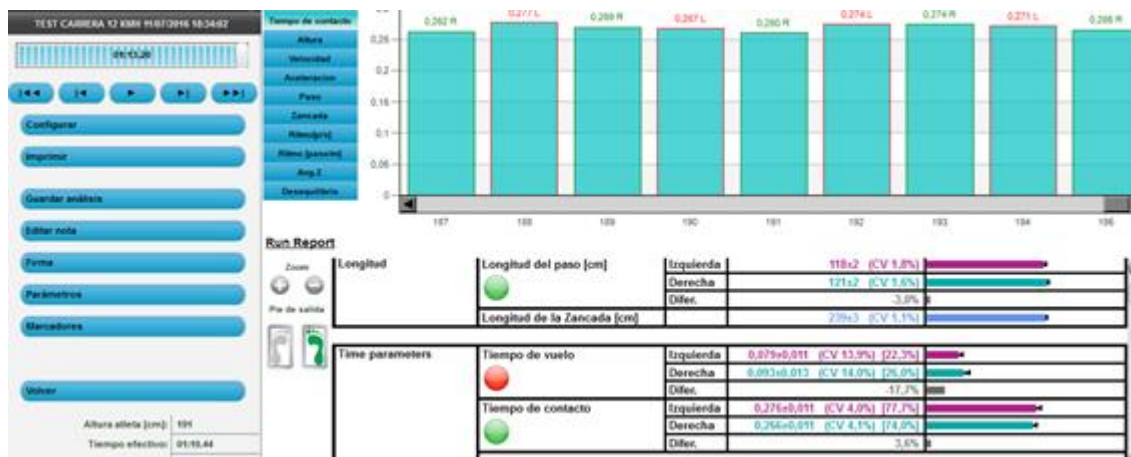 TEST CARRERA 12 KMH 11/07/2016 18:34:02
01:13.20
Configurar
Imprimir
Guardar análisis
Editar nota
Firma
Parámetros
Marcadores
Volver
Altura atleta [cm]: 191
Tiempo efectivo: 01:10.44
Tiempo de contacto
Altura
Velocidad
Aceleracion
Paso
Zancada
Ritmo[p/s]
Ritmo [paso/m]
Ang.Z
Desequilibrio
0,262 R 0,277 L 0,269 R 0,267 L 0,260 R 0,274 L 0,274 R 0,271 L 0,266 R
0,25
0,2
0,15
0,1
0,05
0
187 188 189 190 191 192 193 194 195
Run Report
Zoom
Pie de salida
Longitud Longitud del paso [cm] Izquierda 118±2 (CV 1,8%)
Derecha 121±2 (CV 1,6%)
Difer. -3,0%
Longitud de la Zancada [cm] 239±3 (CV 1,1%)
Time parameters Tiempo de vuelo Izquierda 0,079±0,011 (CV 13,9%) [22,3%]
Derecha 0,093±0,013 (CV 14,0%) [26,0%]
Difer. -17,7%
Tiempo de contacto Izquierda 0,276±0,011 (CV 4,0%) [77,7%]
Derecha 0,266±0,011 (CV 4,1%) [74,0%]
Difer. 3,6%